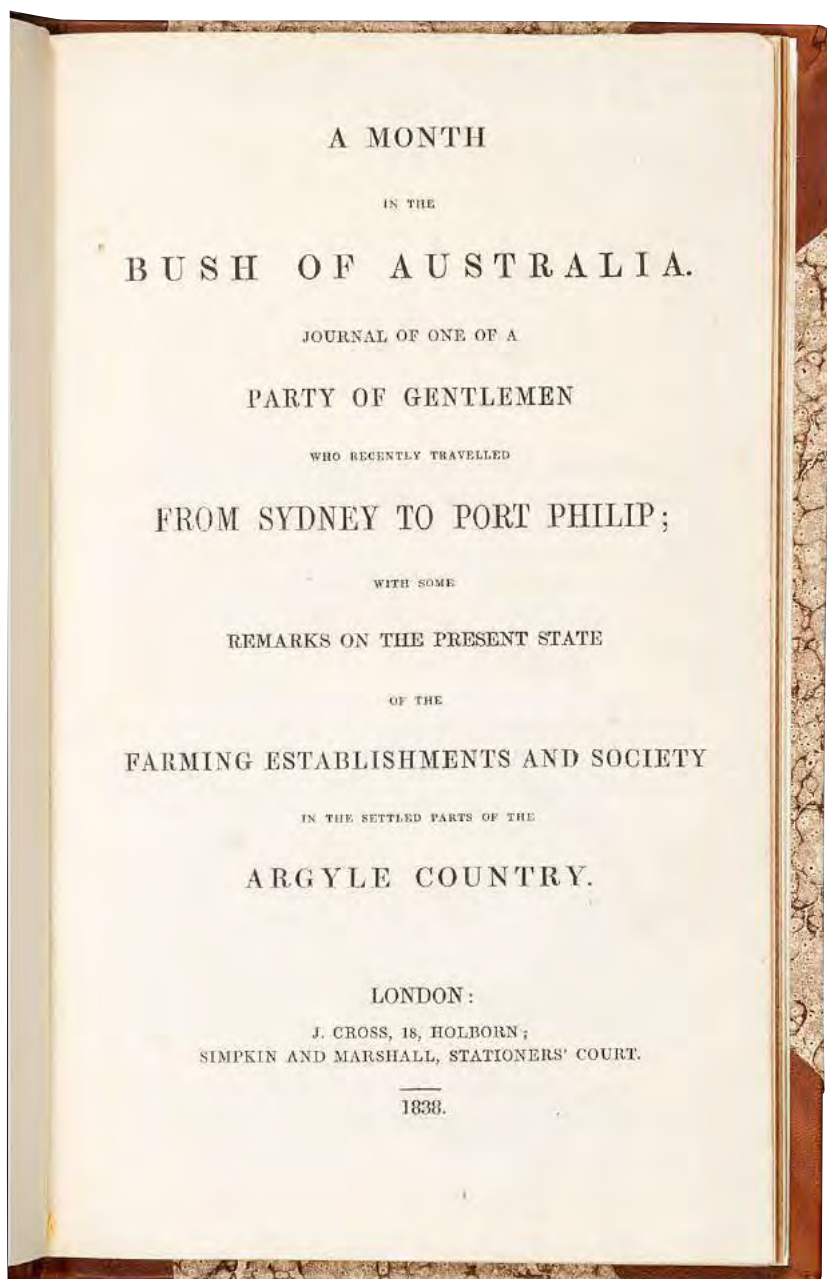 A MONTH
IN THE
BUSH OF AUSTRALIA.
JOURNAL OF ONE OF A
PARTY OF GENTLEMEN
WHO RECENTLY TRAVELLED
FROM SYDNEY TO PORT PHILIP;
WITH SOME
REMARKS ON THE PRESENT STATE
OF THE
FARMING ESTABLISHMENTS AND SOCIETY
IN THE SETTLED PARTS OF THE
ARGYLE COUNTRY.
LONDON:
J. CROSS, 18, HOLBORN;
SIMPKIN AND MARSHALL, STATIONERS' COURT.
1838.